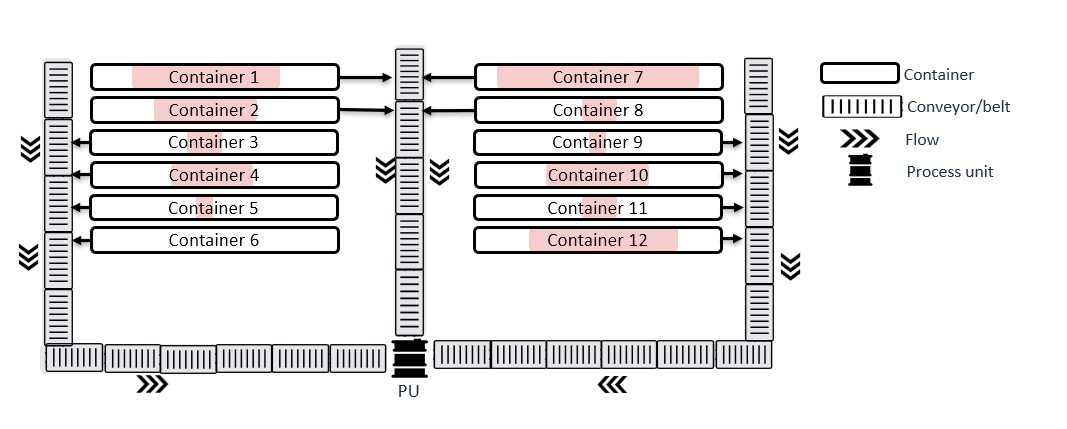 Container 1
Container 2
Container 3
Container 4
Container 5
Container 6
Container 7
Container 8
Container 9
Container 10
Container 11
Container 12
PU
Container
Conveyor/belt
Flow
Process unit